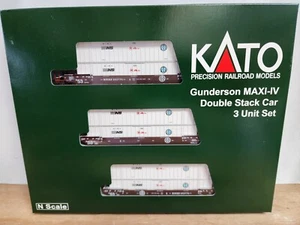 KATO
PRECISION RAILROAD MODELS
Gunderson MAXI-IV
Double Stack Car
3 Unit Set
N Scale